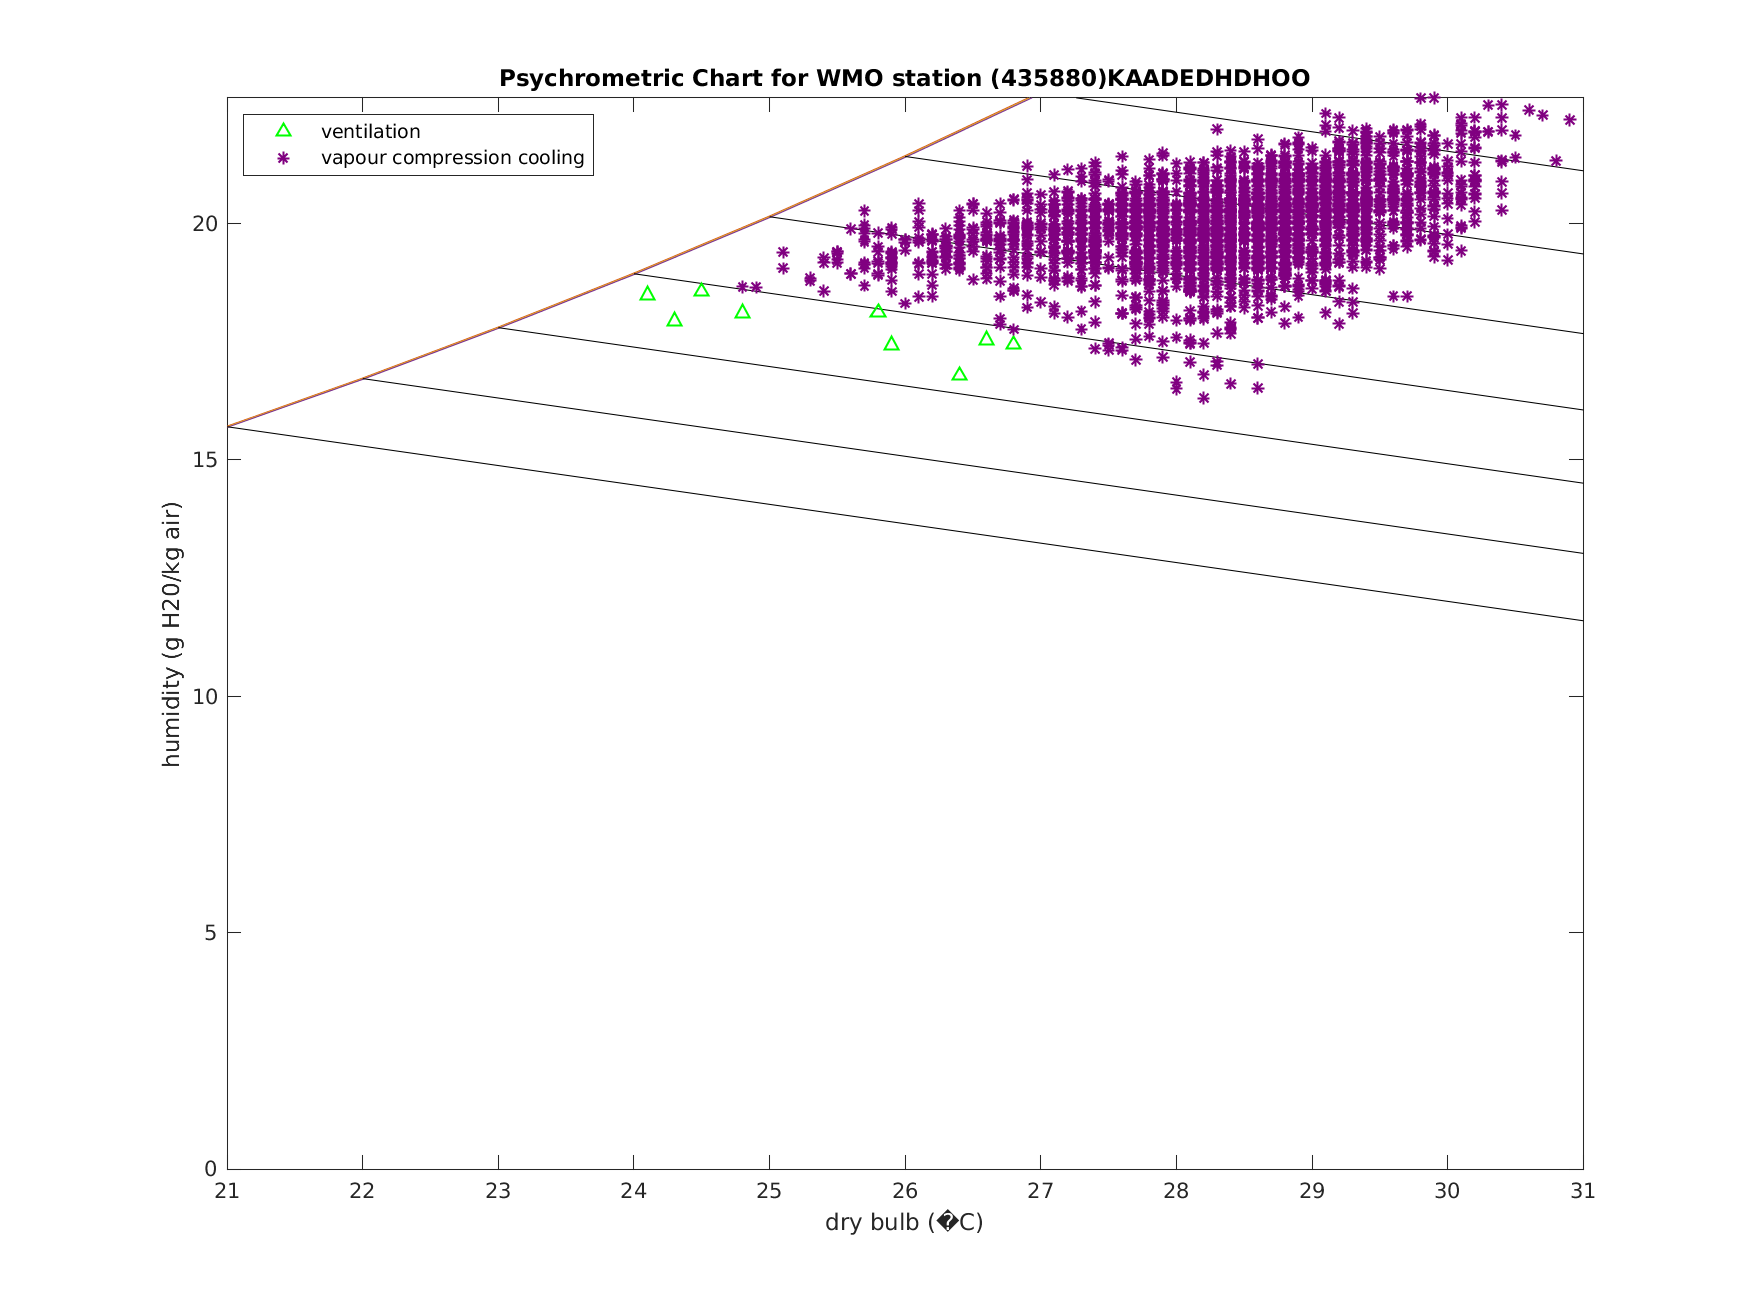 Psychrometric Chart for WMO station (435880)KAADEDHDHOO
ventilation
vapour compression cooling
humidity (g H20/kg air)
20
15
10
5
0
21 22 23 24 25 26 27 28 29 30 31
dry bulb (�C)